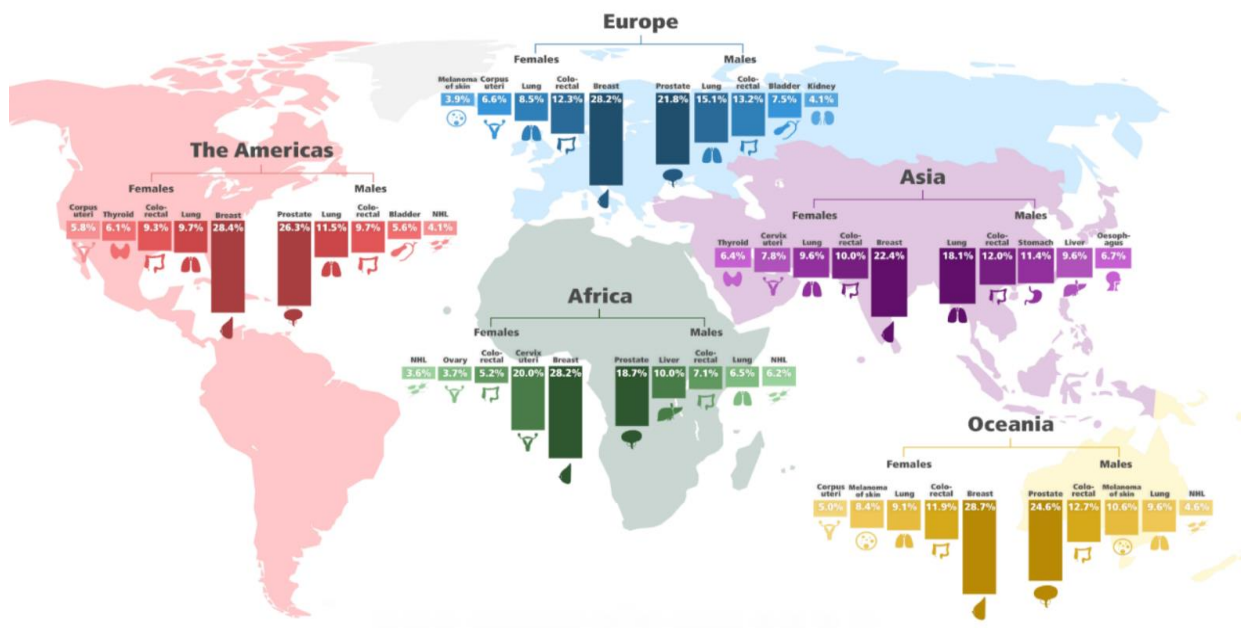 Europe
Females
Males
Melanoma
of skin
Corpus
uteri
Lung
Colo-
rectal
Breast
Prostate
Lung
Colo-
rectal
Bladder
Kidney
3.9%
6.6%
8.5%
12.3%
28.2%
21.8%
15.1%
13.2%
7.5%
4.1%
The Americas
Females
Males
Corpus
uteri
Thyroid
Colo-
rectal
Lung
Breast
Prostate
Lung
Colo-
rectal
Bladder
NHL
5.8%
6.1%
9.3%
9.7%
28.4%
26.3%
11.5%
9.7%
5.6%
4.1%
Asia
Females
Males
Thyroid
Cervix
uteri
Lung
Colo-
rectal
Breast
Lung
Colo-
rectal
Stomach
Liver
Oesoph-
agus
6.4%
7.8%
9.6%
10.0%
22.4%
18.1%
12.0%
11.4%
9.6%
6.7%
Africa
Females
Males
NHL
Ovary
Colo-
rectal
Cervix
uteri
Breast
Prostate
Liver
Colo-
rectal
Lung
NHL
3.6%
3.7%
5.2%
20.0%
28.2%
18.7%
10.0%
7.1%
6.5%
6.2%
Oceania
Females
Males
Corpus
uteri
Melanoma
of skin
Lung
Colo-
rectal
Breast
Prostate
Colo-
rectal
Melanoma
of skin
Lung
NHL
5.0%
8.4%
9.1%
11.9%
28.7%
24.6%
12.7%
10.6%
9.6%
4.6%